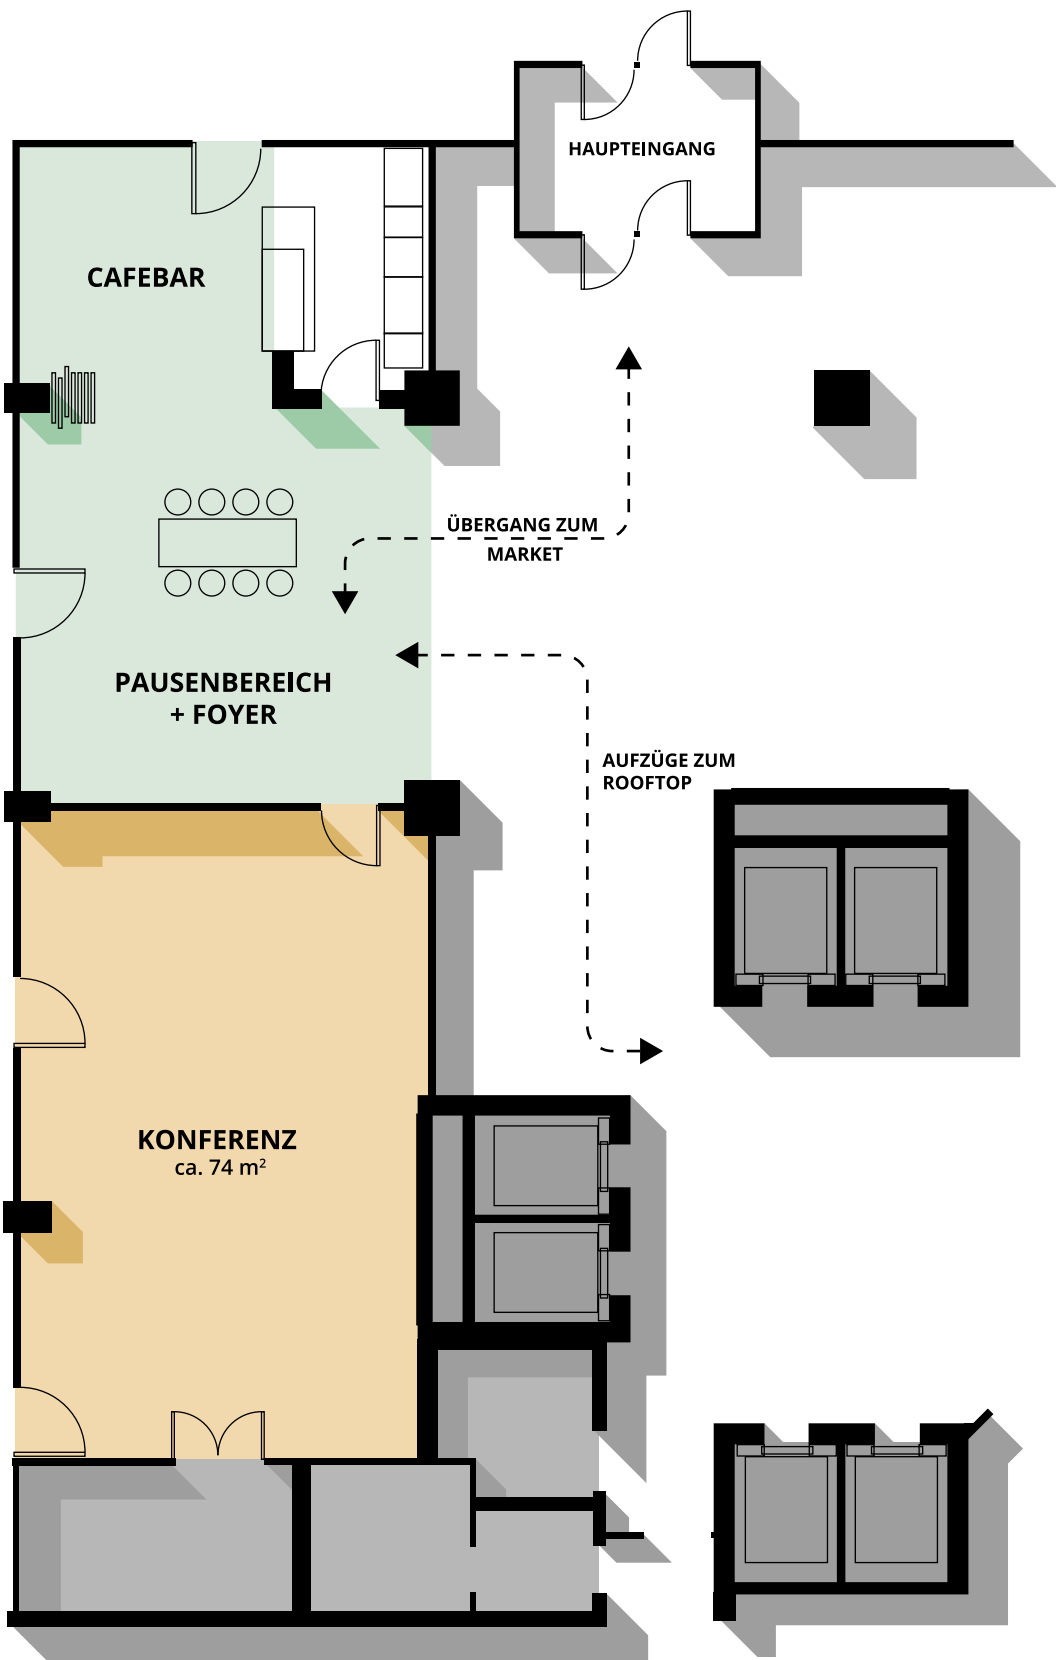 HAUPTEINGANG
CAFEBAR
ÜBERGANG ZUM
MARKET
PAUSENBEREICH
+ FOYER
AUFZÜGE ZUM
ROOFTOP
KONFERENZ
ca. 74 m²